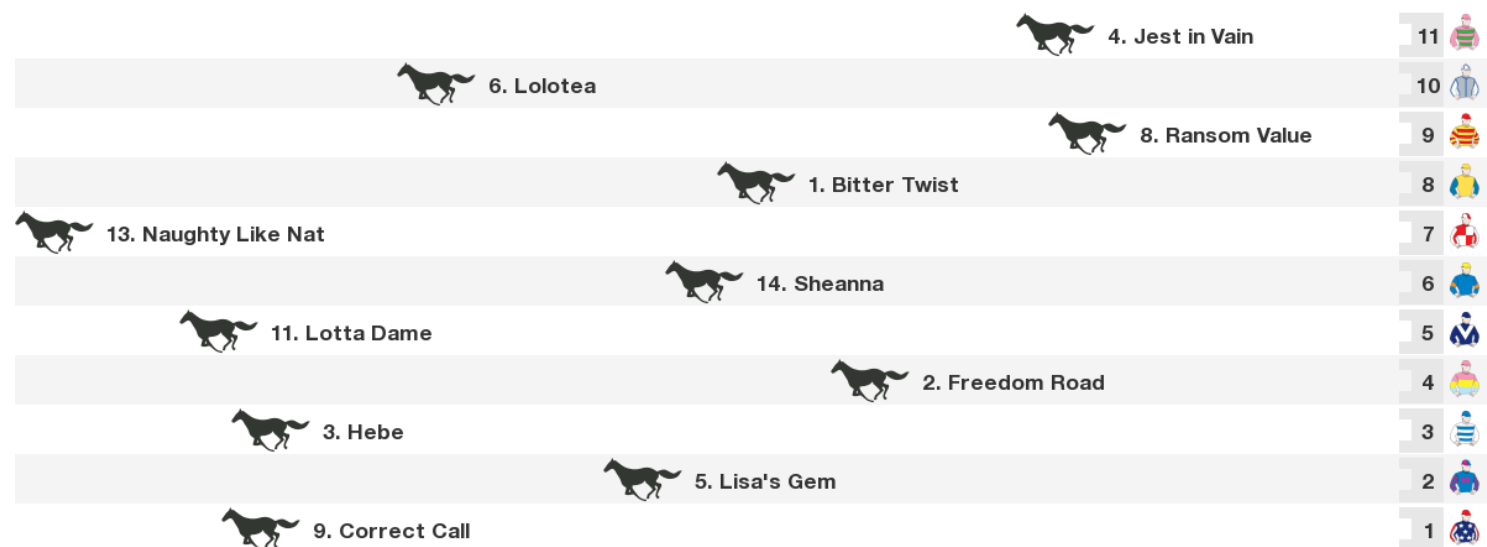 4. Jest in Vain 11
6. Lolotea 10
8. Ransom Value 9
1. Bitter Twist 8
13. Naughty Like Nat 7
14. Sheanna 6
11. Lotta Dame 5
2. Freedom Road 4
3. Hebe 3
5. Lisa's Gem 2
9. Correct Call 1